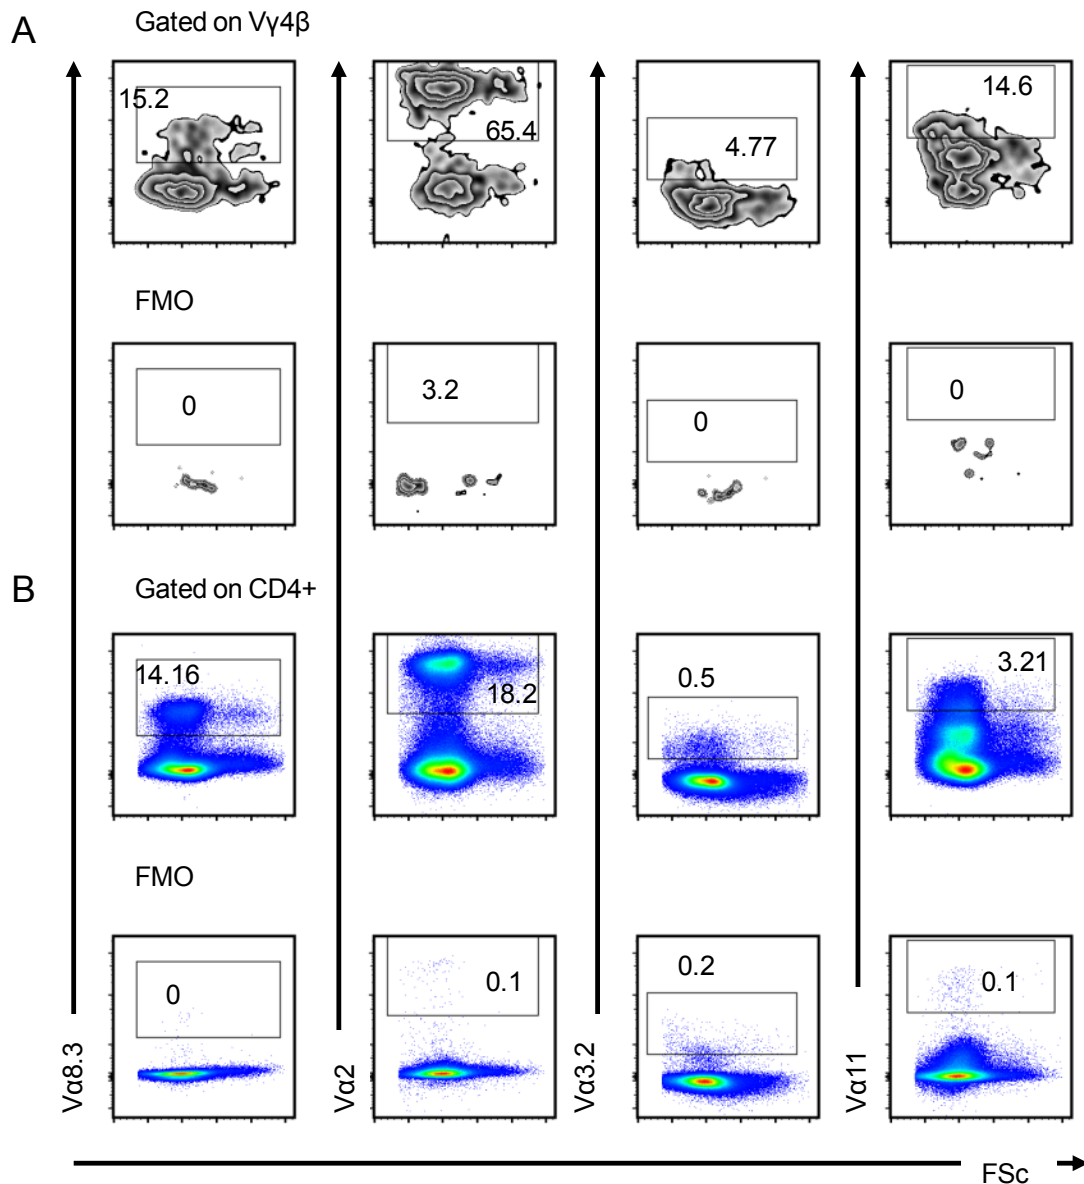 A
Gated on Vγ4β
15.2
65.4
4.77
14.6
FMO
0
3.2
0
0
B
Gated on CD4+
14.16
18.2
0.5
3.21
FMO
0
0.1
0.2
0.1
Vα8.3
Vα2
Vα3.2
Vα11
FSc